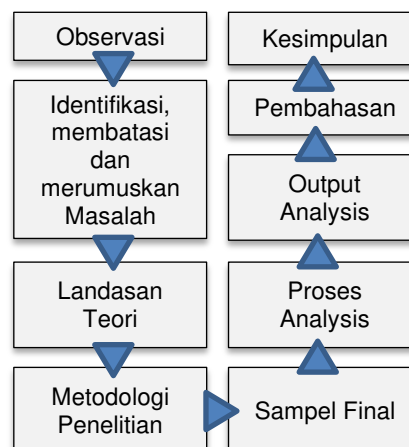 Observasi
Identifikasi,
membatasi
dan
merumuskan
Masalah
Landasan
Teori
Metodologi
Penelitian
Sampel Final
Proses
Analysis
Output
Analysis
Pembahasan
Kesimpulan